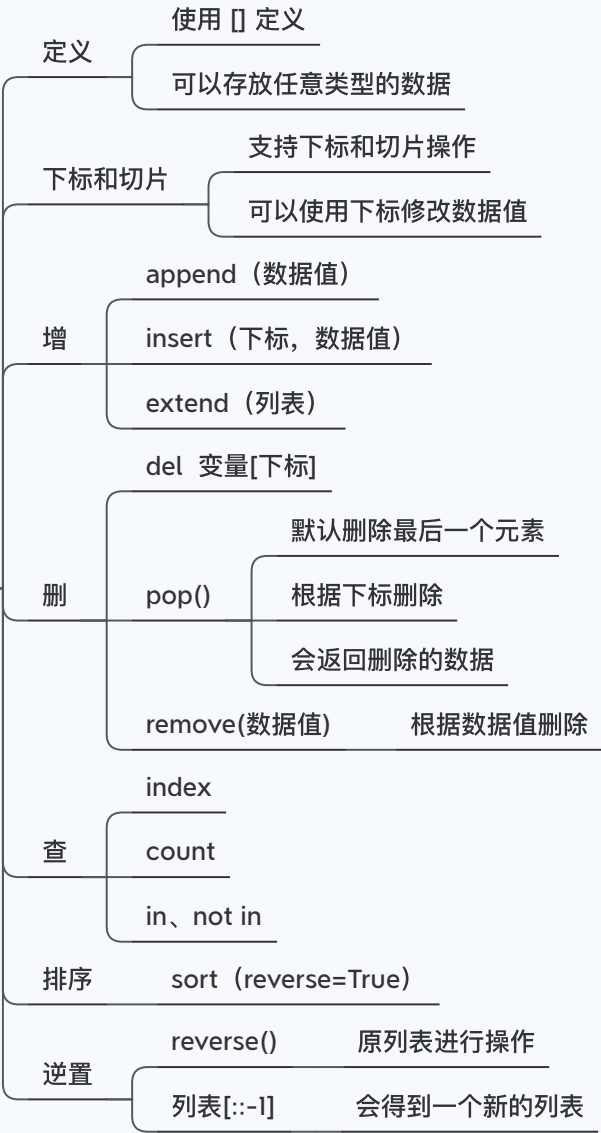 定义
使用 [] 定义
可以存放任意类型的数据
下标和切片
支持下标和切片操作
可以使用下标修改数据值
增
append（数据值）
insert（下标，数据值）
extend（列表）
删
del 变量[下标]
pop()
默认删除最后一个元素
根据下标删除
会返回删除的数据
remove(数据值)
根据数据值删除
查
index
count
in、not in
排序
sort（reverse=True）
逆置
reverse()
原列表进行操作
列表[::-1]
会得到一个新的列表